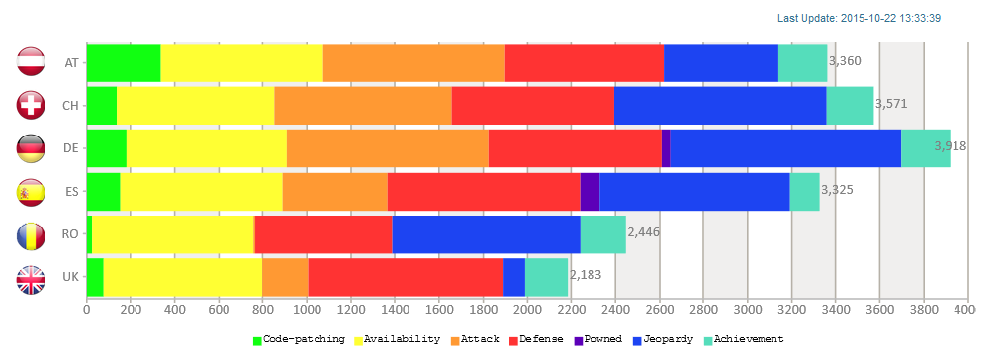 Last Update: 2015-10-22 13:33:39
AT 3,360
CH 3,571
DE 3,918
ES 3,325
RO 2,446
UK 2,183
0 200 400 600 800 1000 1200 1400 1600 1800 2000 2200 2400 2600 2800 3000 3200 3400 3600 3800 400
Code-patching Availability Attack Defense Powned Jeopardy Achievement